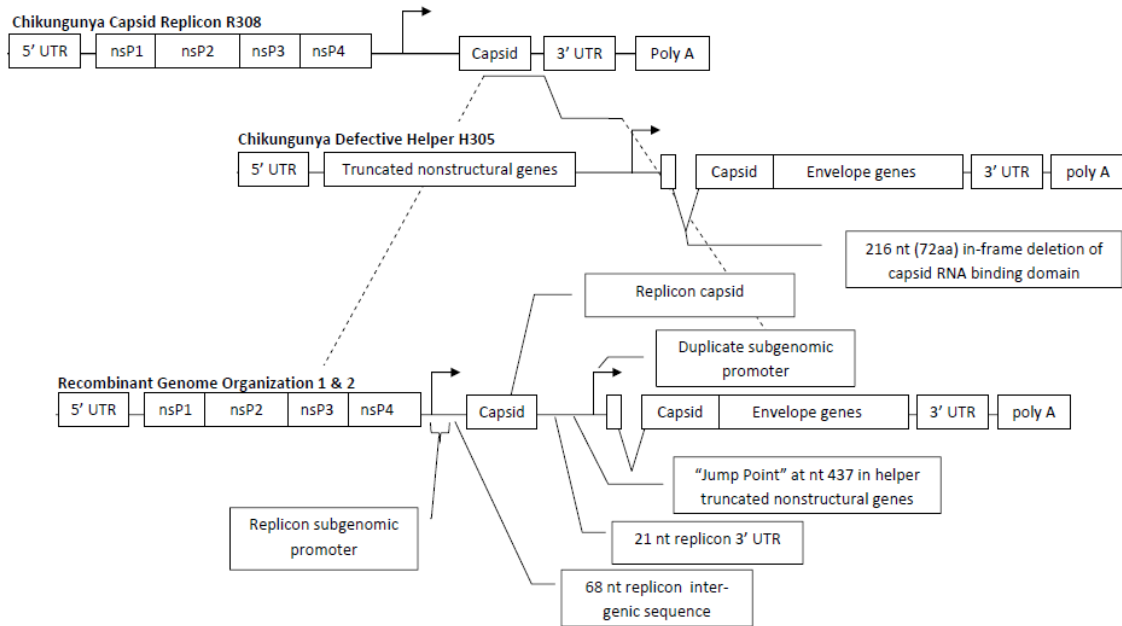 Chikungunya Capsid Replicon R308
5' UTR nsP1 nsP2 nsP3 nsP4 Capsid 3' UTR Poly A
Chikungunya Defective Helper H305
5' UTR Truncated nonstructural genes Capsid Envelope genes 3' UTR poly A
216 nt (72aa) in-frame deletion of
capsid RNA binding domain
Replicon capsid
Duplicate subgenomic
promoter
Recombinant Genome Organization 1 & 2
5' UTR nsP1 nsP2 nsP3 nsP4 Capsid Capsid Envelope genes 3' UTR poly A
"Jump Point" at nt 437 in helper
truncated nonstructural genes
Replicon subgenomic
promoter
21 nt replicon 3' UTR
68 nt replicon inter-
genic sequence